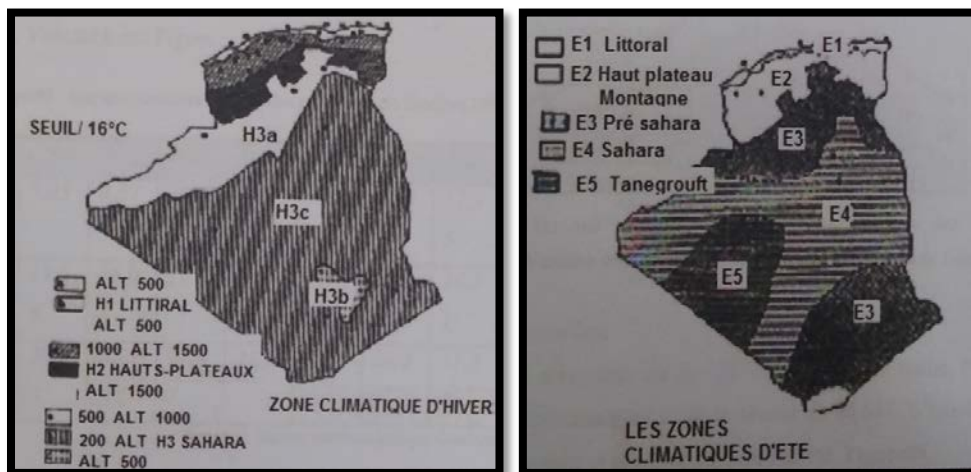 SEUIL/ 16°C
H3a
H3c
H3b
ALT 500
H1 LITTIRAL
ALT 500
1000 ALT 1500
H2 HAUTS-PLATEAUX
ALT 1500
500 ALT 1000
200 ALT H3 SAHARA
ALT 500
ZONE CLIMATIQUE D'HIVER
E1 Littoral
E2 Haut plateau
Montagne
E3 Pré sahara
E4 Sahara
E5 Tanegrouft
E1
E2
E3
E4
E5
E3
LES ZONES
CLIMATIQUES D'ETE